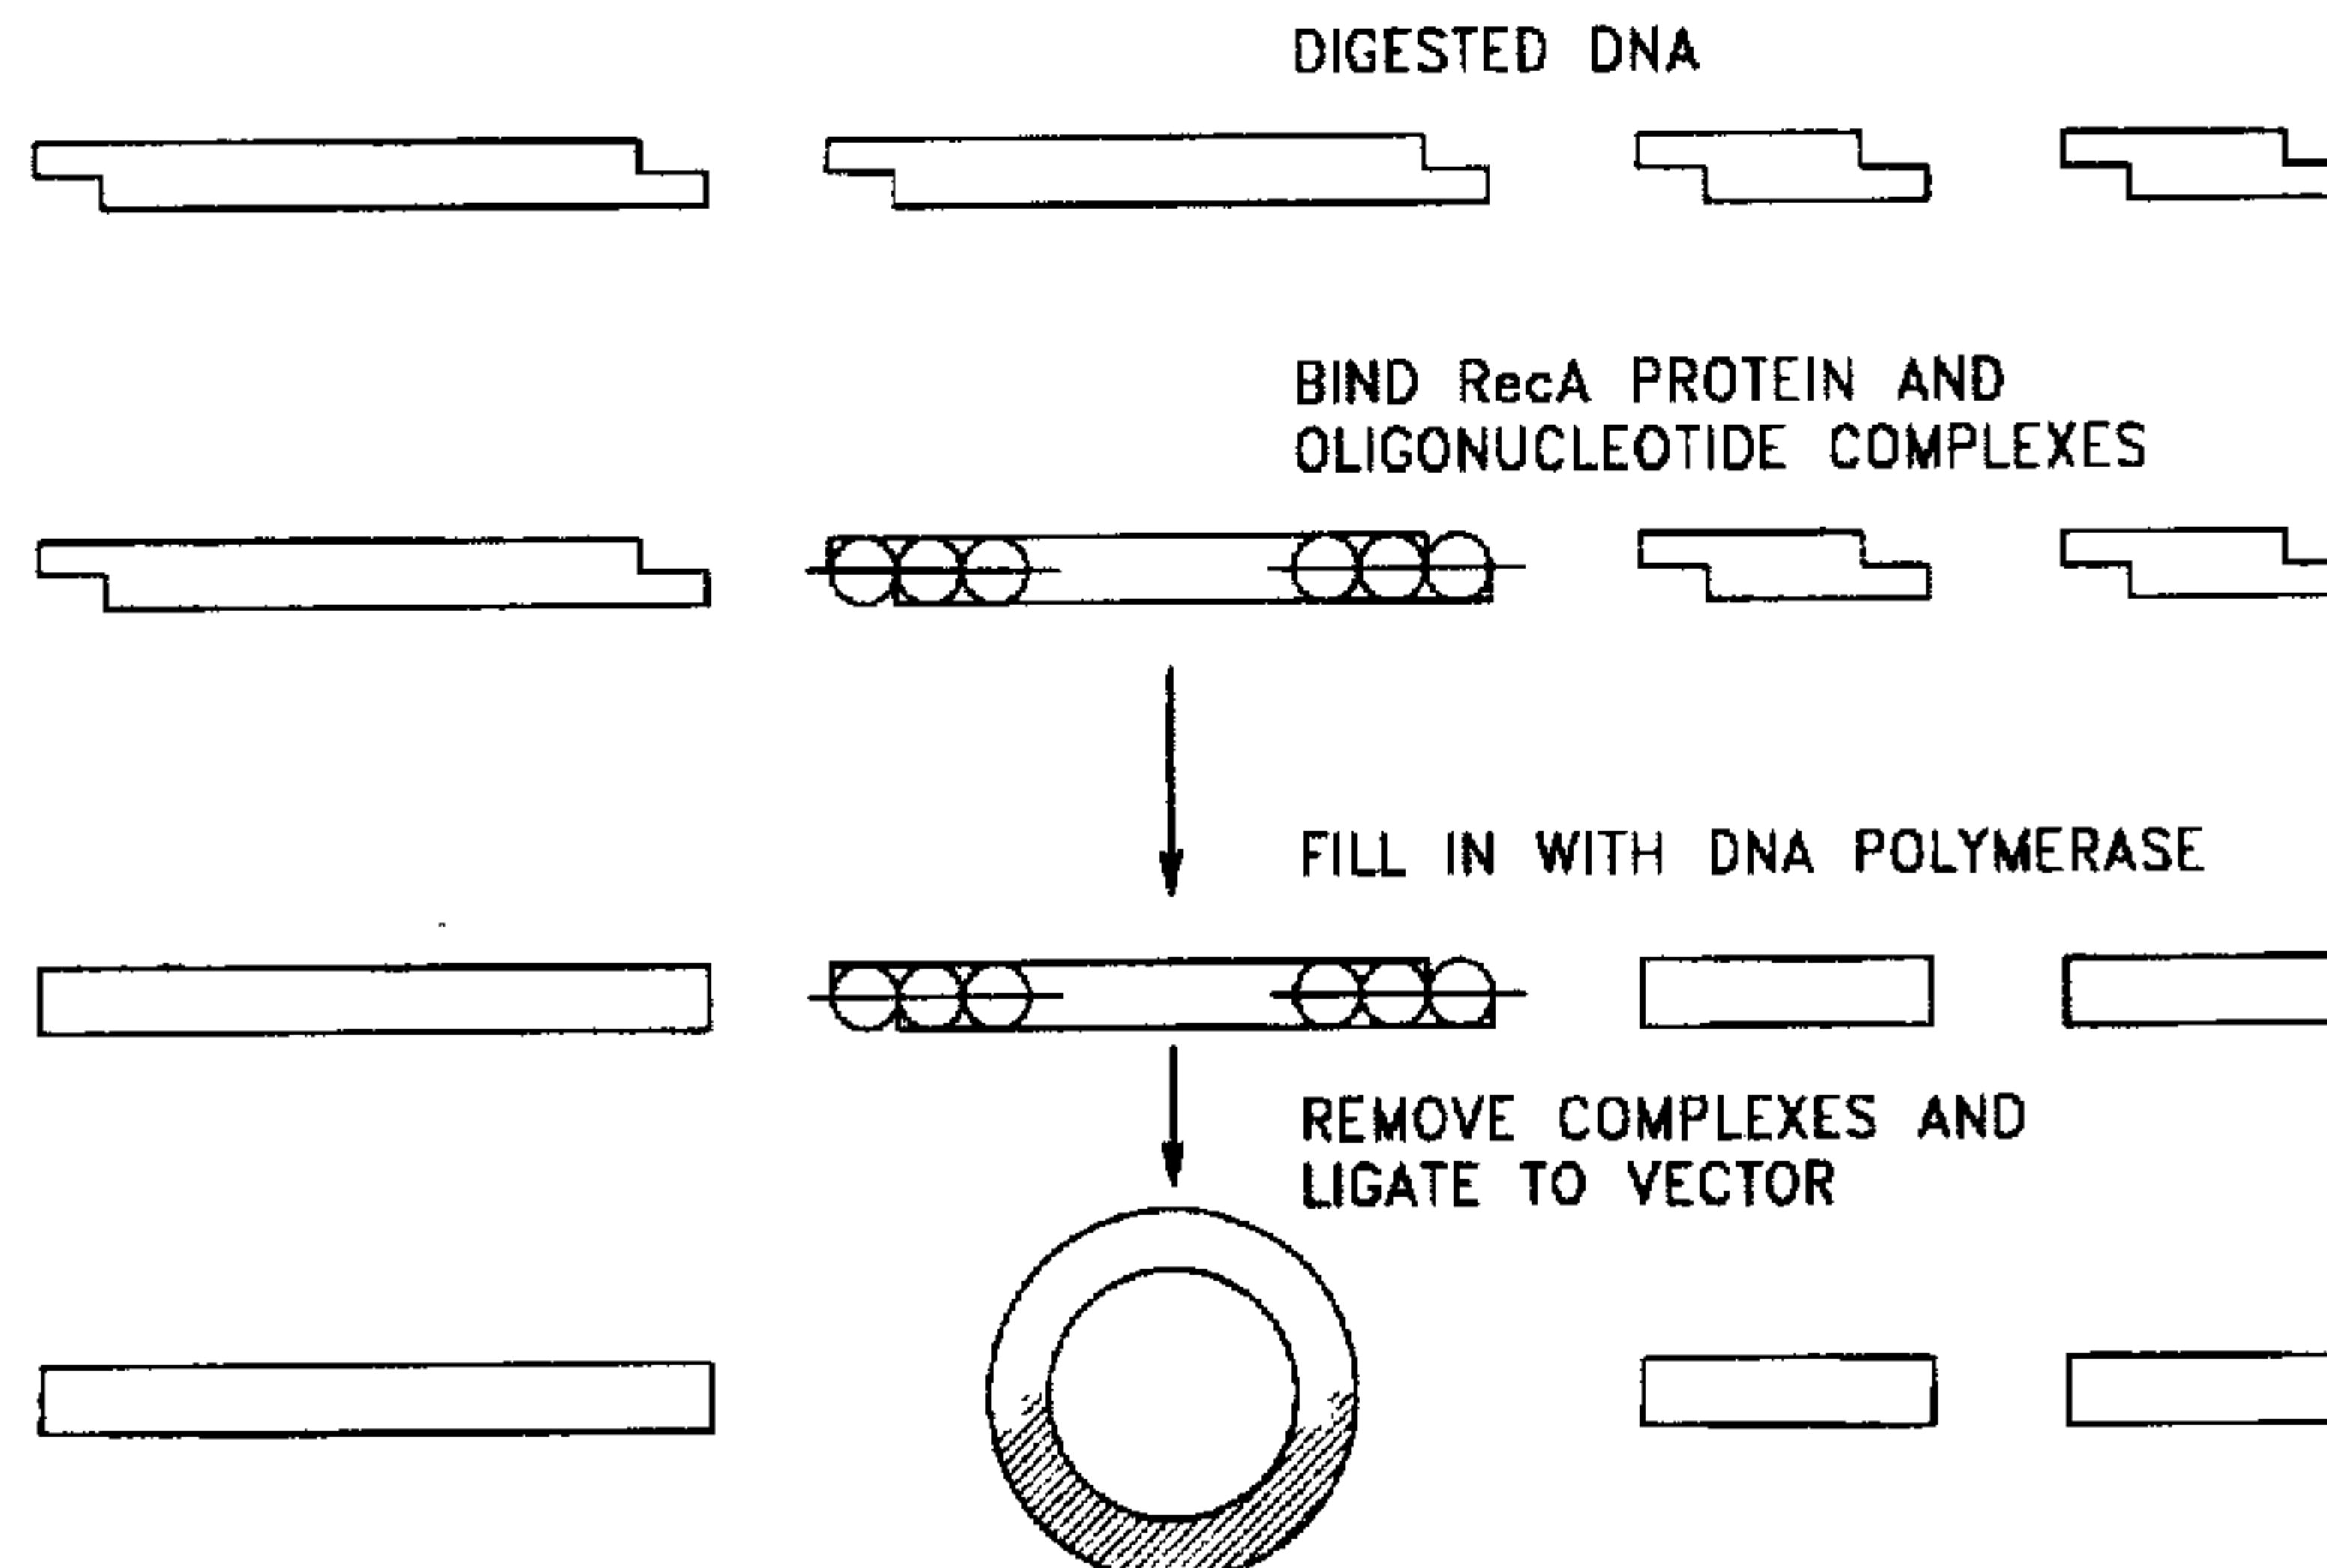 DIGESTED DNA
BIND RecA PROTEIN AND
OLIGONUCLEOTIDE COMPLEXES
FILL IN WITH DNA POLYMERASE
REMOVE COMPLEXES AND
LIGATE TO VECTOR